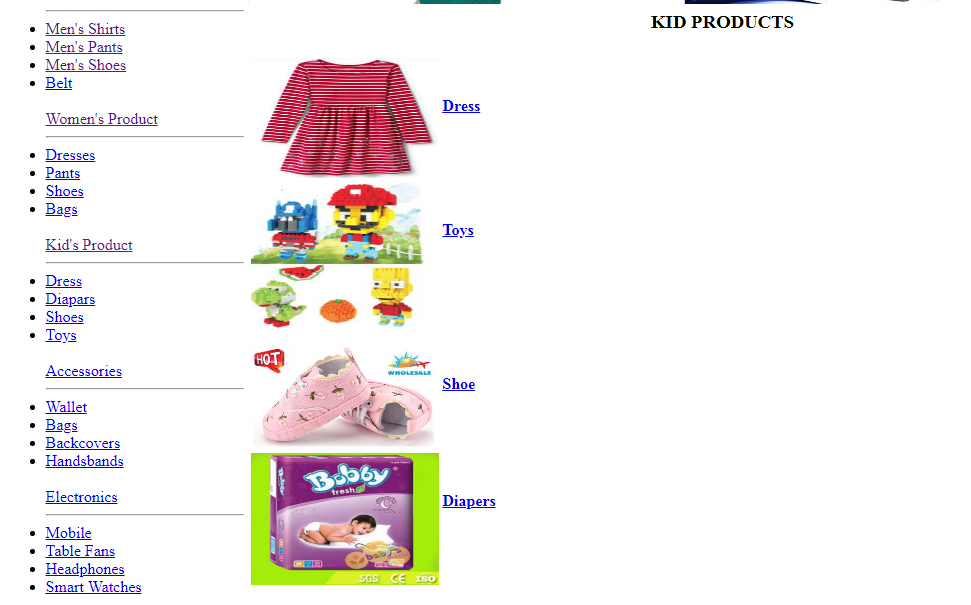 Men's Shirts
Men's Pants
Men's Shoes
Belt
Women's Product
Dresses
Pants
Shoes
Bags
Kid's Product
Dress
Diapars
Shoes
Toys
Accessories
Wallet
Bags
Backcovers
Handsbands
Electronics
Mobile
Table Fans
Headphones
Smart Watches
KID PRODUCTS
Dress
Toys
HOT
WHOLESALE
Shoe
Bobby
fresh
Diapers
SGS CE ISO